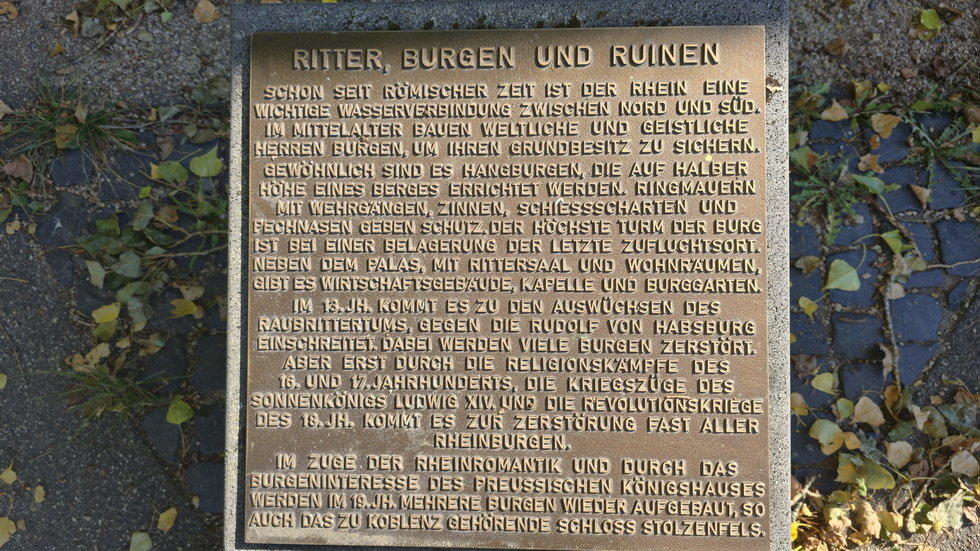 RITTER, BURGEN UND RUINEN
SCHON SEIT RÖMISCHER ZEIT IST DER RHEIN EINE
WICHTIGE WASSERVERBINDUNG ZWISCHEN NORD UND SÜD.
IM MITTELALTER BAUEN WELTLICHE UND GEISTLICHE
HERREN BURGEN, UM IHREN GRUNDBESITZ ZU SICHERN.
GEWÖHNLICH SIND ES HANGBURGEN, DIE AUF HALBER
HÖHE EINES BERGES ERRICHTET WERDEN. RINGMAUERN
MIT WEHRGÄNGEN, ZINNEN, SCHIESSSCHARTEN UND
PECHNASEN GEBEN SCHUTZ. DER HÖCHSTE TURM DER BURG
IST BEI EINER BELAGERUNG DER LETZTE ZUFLUCHTSORT.
NEBEN DEM PALAS, MIT RITTERSAAL UND WOHNRÄUMEN,
GIBT ES WIRTSCHAFTSGEBÄUDE, KAPELLE UND BURGGARTEN.
IM 13. JH. KOMMT ES ZU DEN AUSWÜCHSEN DES
RAUBRITTERTUMS, GEGEN DIE RUDOLF VON HABSBURG
EINSCHREITET. DABEI WERDEN VIELE BURGEN ZERSTÖRT.
ABER ERST DURCH DIE RELIGIONSKÄMPFE DES
16. UND 17. JAHRHUNDERTS, DIE KRIEGSZÜGE DES
SONNENKÖNIGS LUDWIG XIV. UND DIE REVOLUTIONSKRIEGE
DES 18. JH. KOMMT ES ZUR ZERSTÖRUNG FAST ALLER
RHEINBURGEN.
IM ZUGE DER RHEINROMANTIK UND DURCH DAS
BURGENINTERESSE DES PREUSSISCHEN KÖNIGSHAUSES
WERDEN IM 19. JH. MEHRERE BURGEN WIEDER AUFGEBAUT, SO
AUCH DAS ZU KOBLENZ GEHÖRENDE SCHLOSS STOLZENFELS.